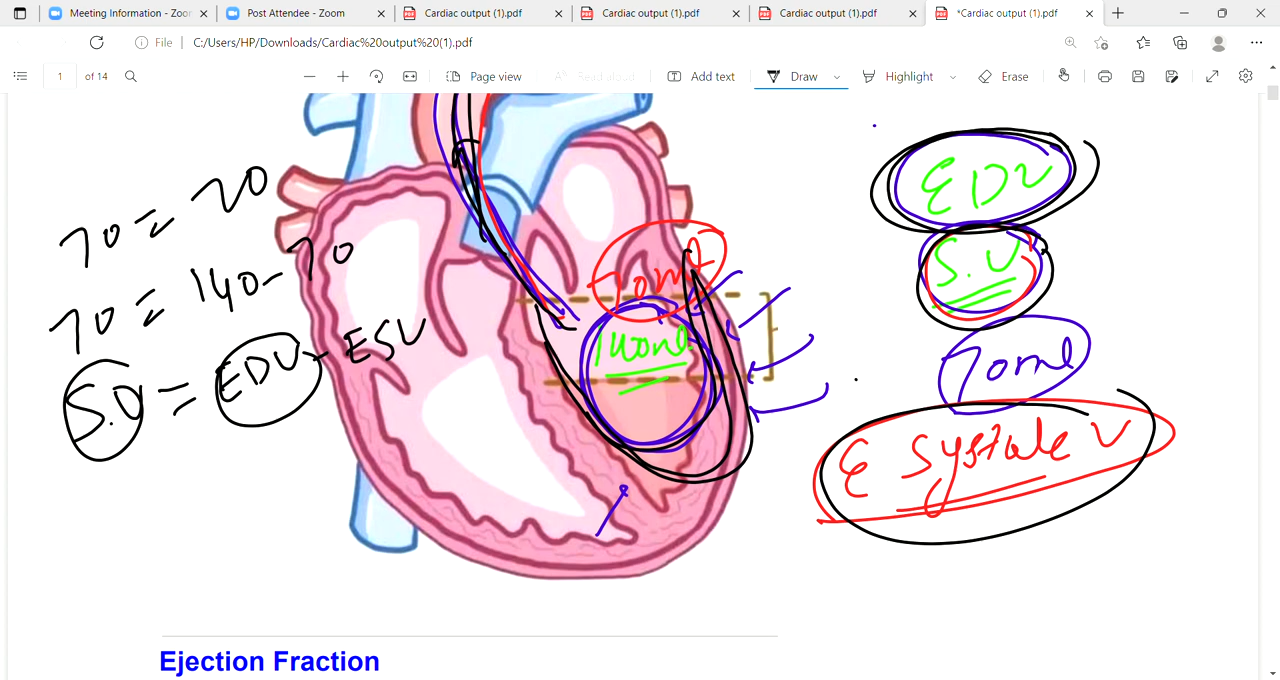 Meeting Information - Zoom
Post Attendee - Zoom
Cardiac output (1).pdf
Cardiac output (1).pdf
Cardiac output (1).pdf
*Cardiac output (1).pdf
File
C:/Users/HP/Downloads/Cardiac%20output%20(1).pdf
1 of 14
Page view
Read aloud
Add text
Draw
Highlight
Erase
70 = 70
70 = 140 - 70
S.V = EDV - ESV
70ml
140ml
EDV
S.V
70ml
E Systole V
Ejection Fraction